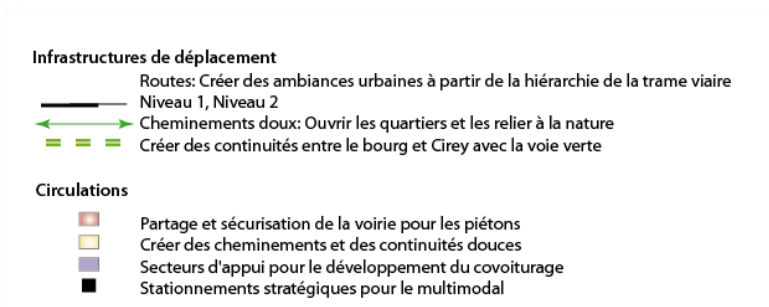 Infrastructures de déplacement
Routes: Créer des ambiances urbaines à partir de la hiérarchie de la trame viaire
Niveau 1, Niveau 2
Cheminements doux: Ouvrir les quartiers et les relier à la nature
Créer des continuités entre le bourg et Cirey avec la voie verte
Circulations
Partage et sécurisation de la voirie pour les piétons
Créer des cheminements et des continuités douces
Secteurs d'appui pour le développement du covoiturage
Stationnements stratégiques pour le multimodal